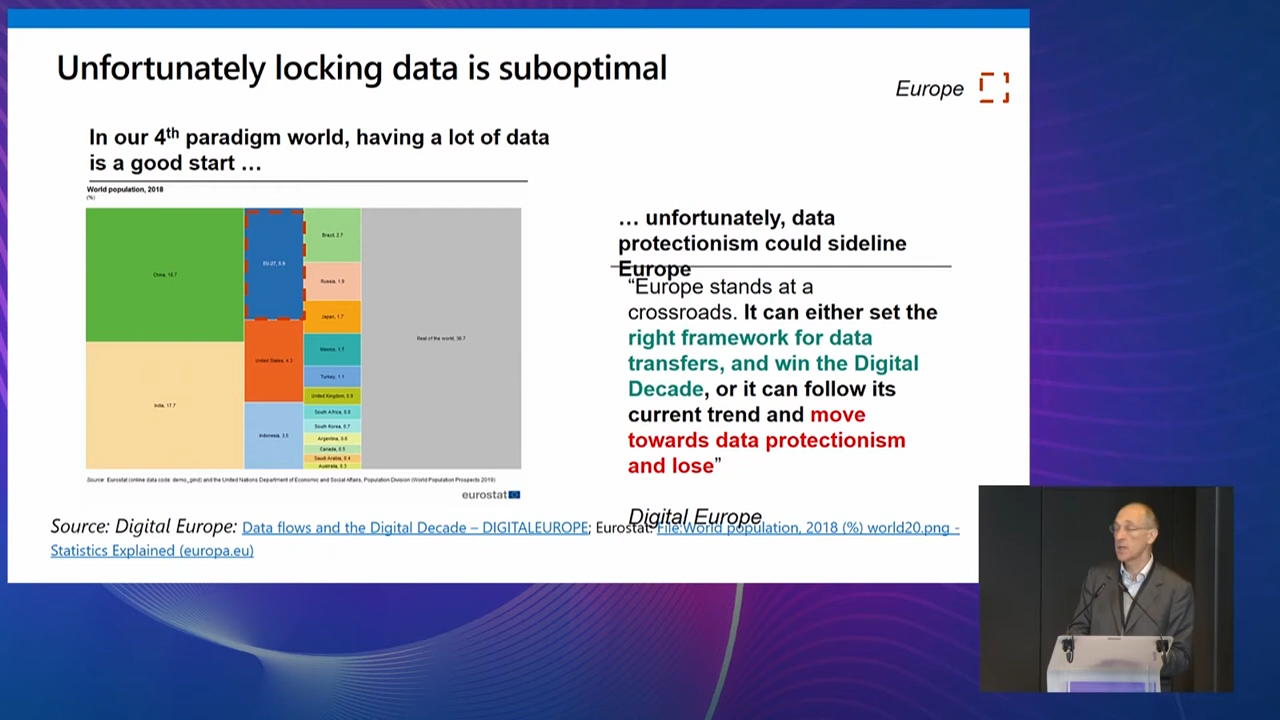 Unfortunately locking data is suboptimal
Europe
In our 4th paradigm world, having a lot of data
is a good start …
World population, 2018
(%)
China, 18.7
India, 17.7
EU-27, 5.9
United States, 4.3
Indonesia, 3.5
Brazil, 2.7
Russia, 1.9
Japan, 1.7
Mexico, 1.7
Turkey, 1.1
United Kingdom, 0.9
South Africa, 0.8
South Korea, 0.7
Argentina, 0.6
Canada, 0.5
Saudi Arabia, 0.4
Australia, 0.3
Rest of the world, 36.7
Source: Eurostat (online data code: demo_gind) and the United Nations Department of Economic and Social Affairs, Population Division (World Population Prospects 2019)
eurostat
… unfortunately, data
protectionism could sideline
Europe
“Europe stands at a
crossroads. It can either set the
right framework for data
transfers, and win the Digital
Decade, or it can follow its
current trend and move
towards data protectionism
and lose”
Digital Europe
Source: Digital Europe: Data flows and the Digital Decade – DIGITALEUROPE; Eurostat: File:World population, 2018 (%) world20.png -
Statistics Explained (europa.eu)